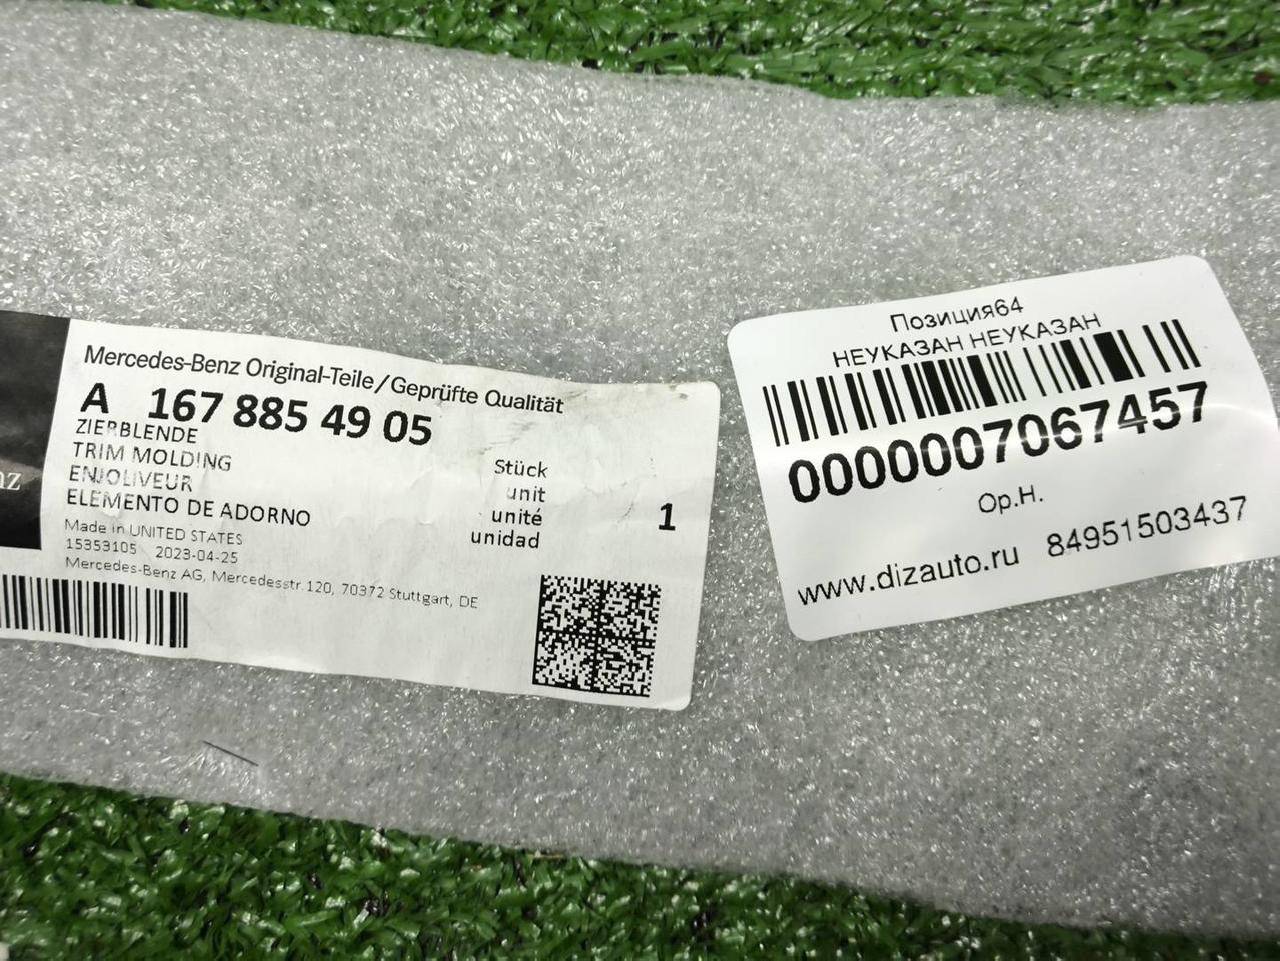 Mercedes-Benz Original-Teile/Geprüfte Qualität
A 167 885 49 05
ZIERBLENDE
TRIM MOLDING
ENJOLIVEUR
ELEMENTO DE ADORNO
Stück
unit
unité
unidad
1
Made in UNITED STATES
15353105 2023-04-25
Mercedes-Benz AG, Mercedesstr.120, 70372 Stuttgart, DE
Позиция64
НЕУКАЗАН НЕУКАЗАН
0000007067457
Ор.Н.
www.dizauto.ru 84951503437